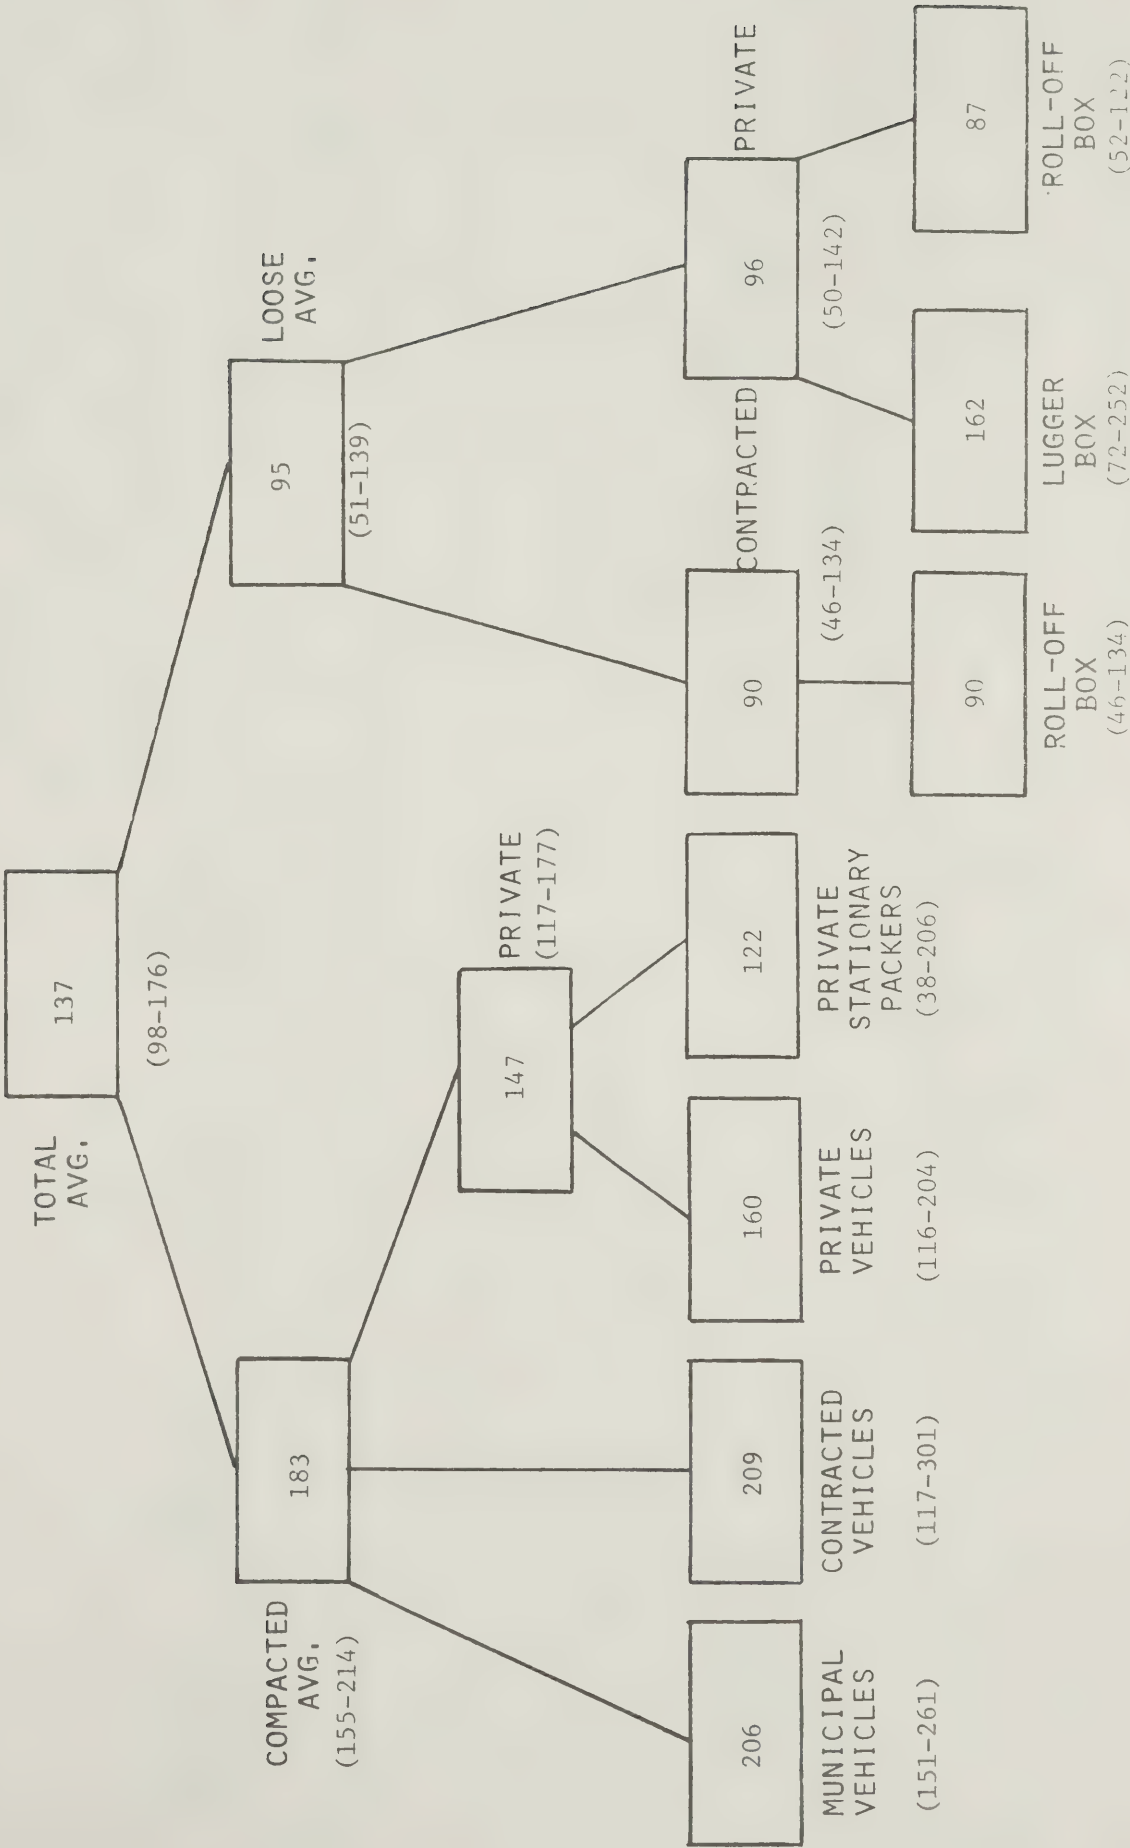 TOTAL
AVG.
137
(98-176)
COMPACTED
AVG.
(155-214)
183
95
LOOSE
AVG.
(51-139)
147
PRIVATE
(117-177)
206
MUNICIPAL
VEHICLES
(151-261)
209
CONTRACTED
VEHICLES
(117-301)
160
PRIVATE
VEHICLES
(116-204)
122
PRIVATE
STATIONARY
PACKERS
(38-206)
90
CONTRACTED
(46-134)
96
PRIVATE
(50-142)
90
ROLL-OFF
BOX
(46-134)
162
LUGGER
BOX
(72-252)
87
ROLL-OFF
BOX
(52-122)